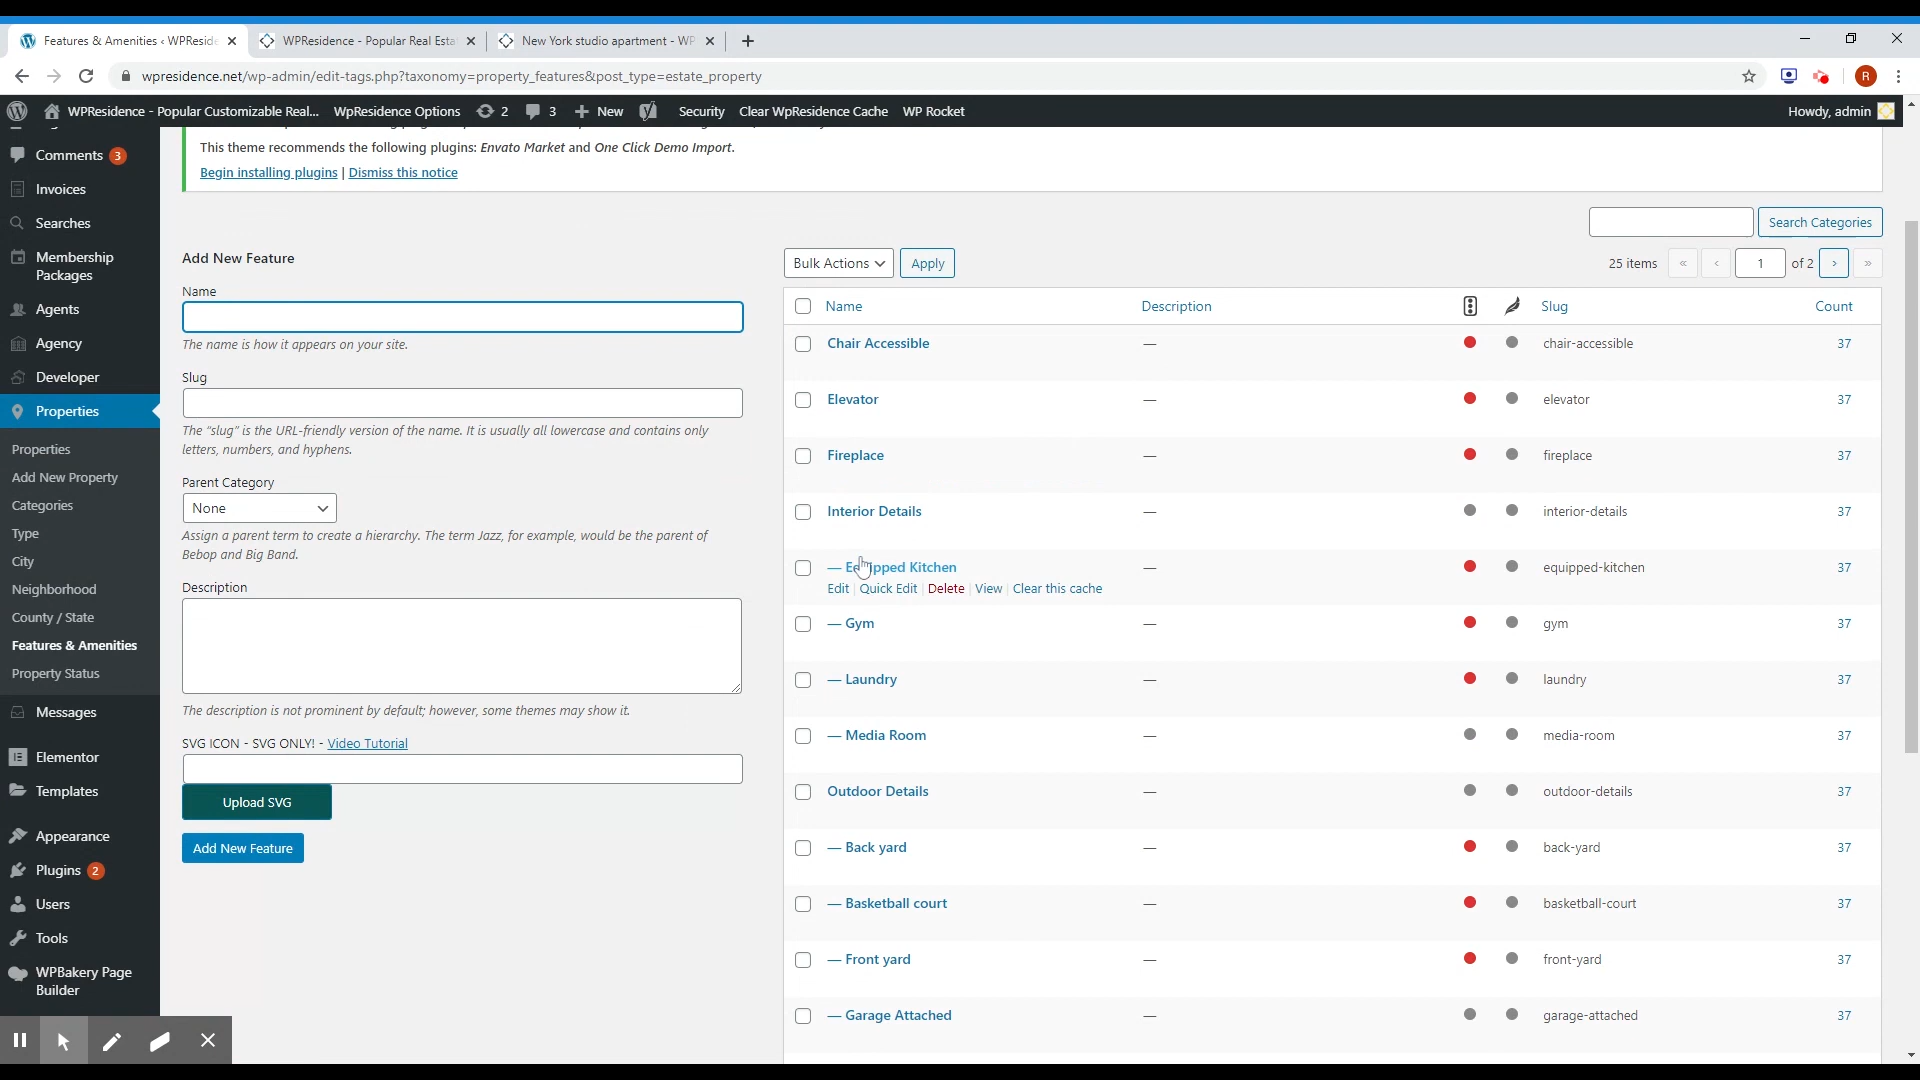 Features & Amenities ‹ WPReside
WPResidence - Popular Real Esta
New York studio apartment - WP
wpresidence.net/wp-admin/edit-tags.php?taxonomy=property_features&post_type=estate_property
R
WPResidence - Popular Customizable Real...
WpResidence Options
2
3
New
Security
Clear WpResidence Cache
WP Rocket
Howdy, admin
Comments 3
Invoices
Searches
Membership
Packages
Agents
Agency
Developer
Properties
Properties
Add New Property
Categories
Type
City
Neighborhood
County / State
Features & Amenities
Property Status
Messages
Elementor
Templates
Appearance
Plugins 2
Users
Tools
WPBakery Page
Builder
This theme recommends the following plugins: Envato Market and One Click Demo Import.
Begin installing plugins | Dismiss this notice
Search Categories
Add New Feature
Name
The name is how it appears on your site.
Slug
The “slug” is the URL-friendly version of the name. It is usually all lowercase and contains only
letters, numbers, and hyphens.
Parent Category
None
Assign a parent term to create a hierarchy. The term Jazz, for example, would be the parent of
Bebop and Big Band.
Description
The description is not prominent by default; however, some themes may show it.
SVG ICON - SVG ONLY! - Video Tutorial
Upload SVG
Add New Feature
Bulk Actions Apply 25 items « ‹ 1 of 2 › »
Name Description Slug Count
Chair Accessible — chair-accessible 37
Elevator — elevator 37
Fireplace — fireplace 37
Interior Details — interior-details 37
— Equipped Kitchen — equipped-kitchen 37
Edit | Quick Edit | Delete | View | Clear this cache
— Gym — gym 37
— Laundry — laundry 37
— Media Room — media-room 37
Outdoor Details — outdoor-details 37
— Back yard — back-yard 37
— Basketball court — basketball-court 37
— Front yard — front-yard 37
— Garage Attached — garage-attached 37